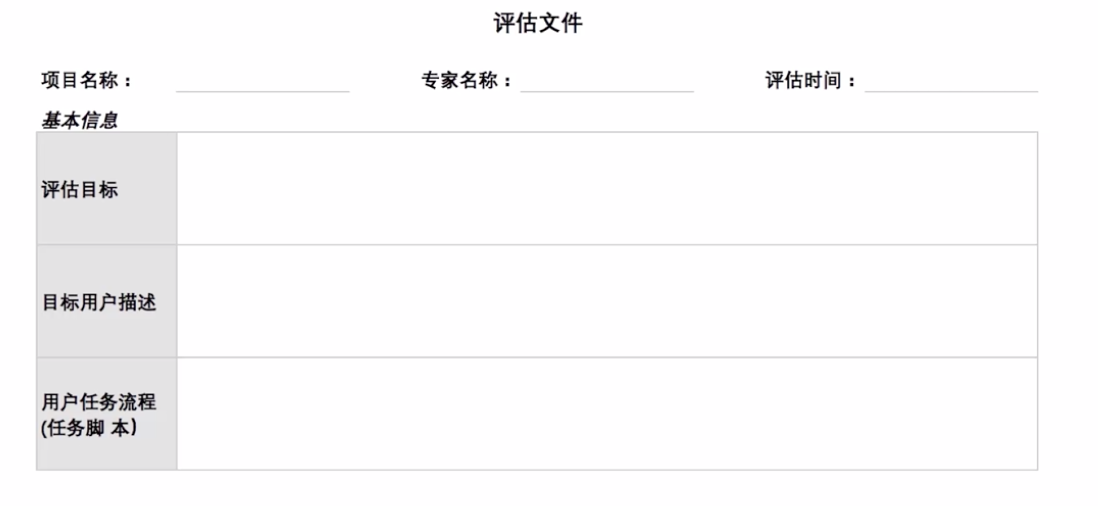 评估文件
项目名称： 专家名称： 评估时间：
基本信息
评估目标
目标用户描述
用户任务流程
(任务脚 本）